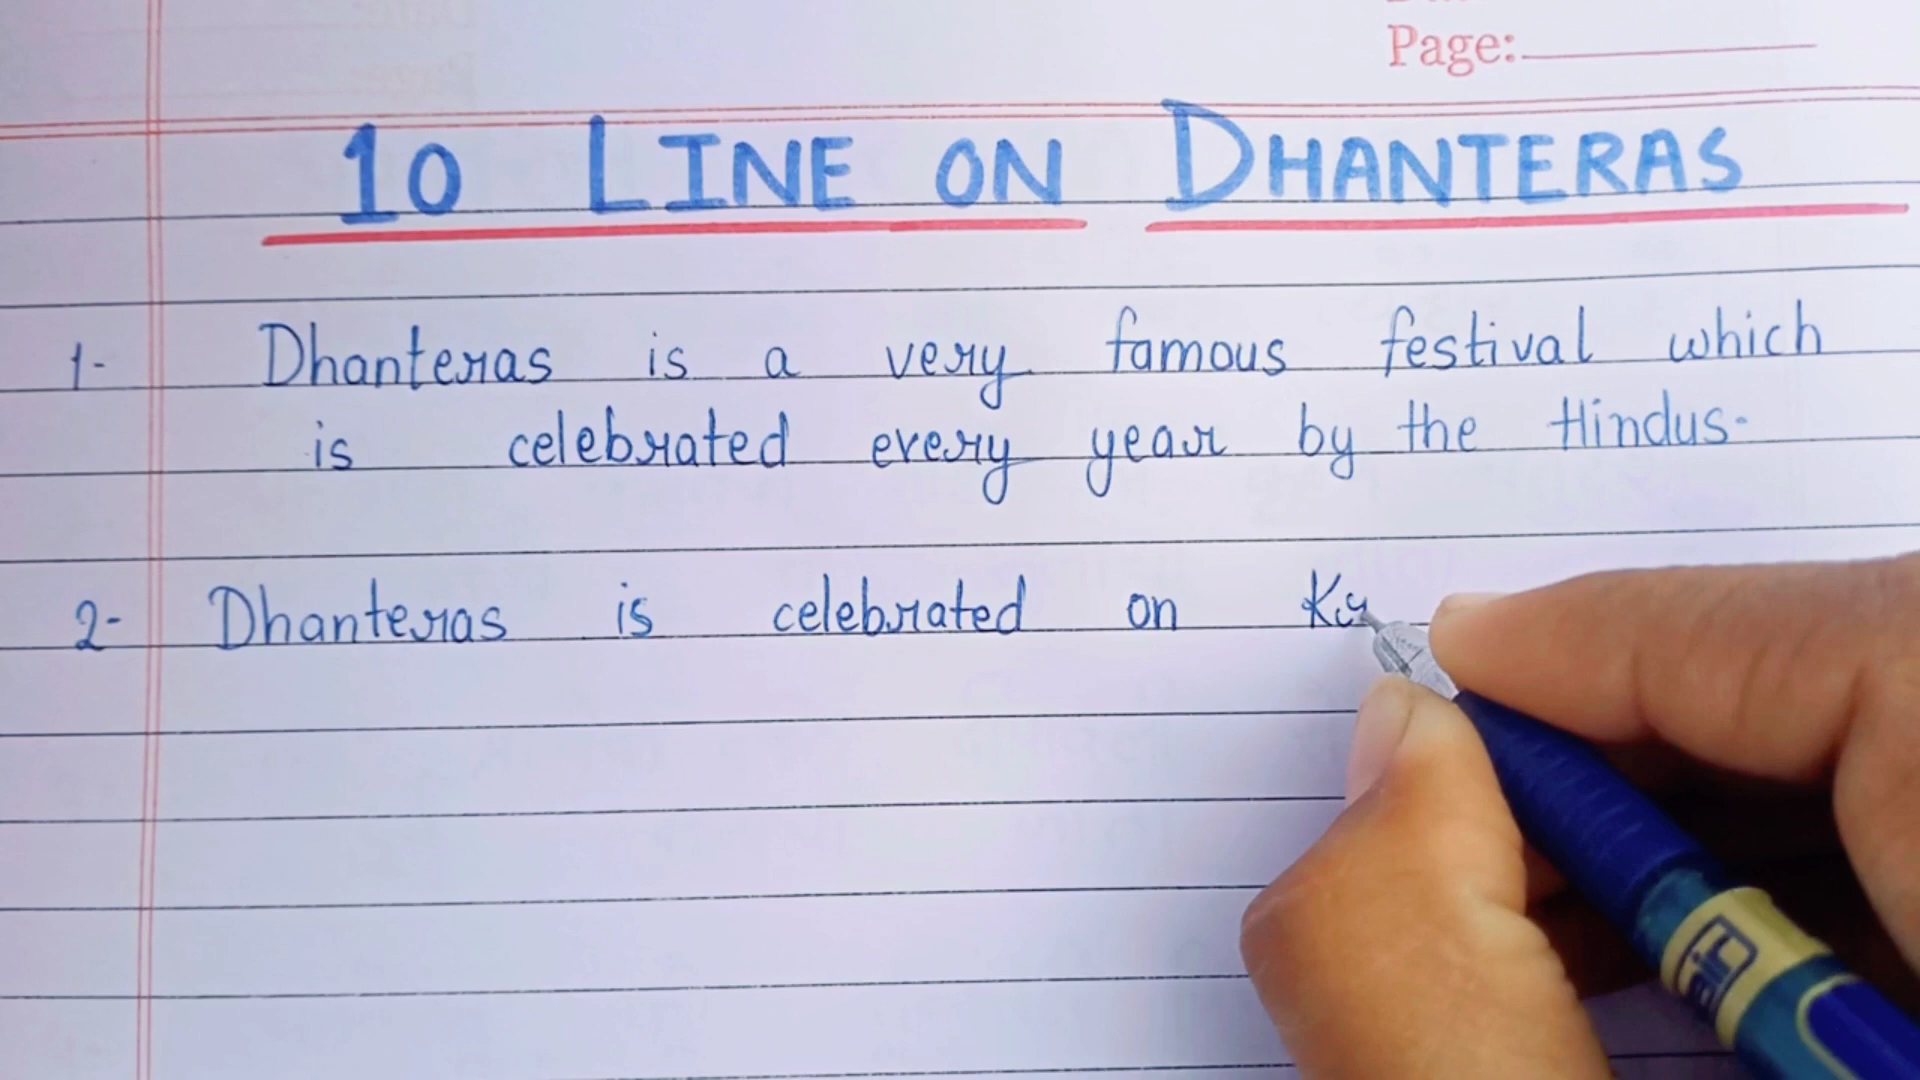 Page:
10 LINE ON DHANTERAS
1- Dhanteras is a very famous festival which
is celebrated every year by the Hindus.
2- Dhanteras is celebrated on